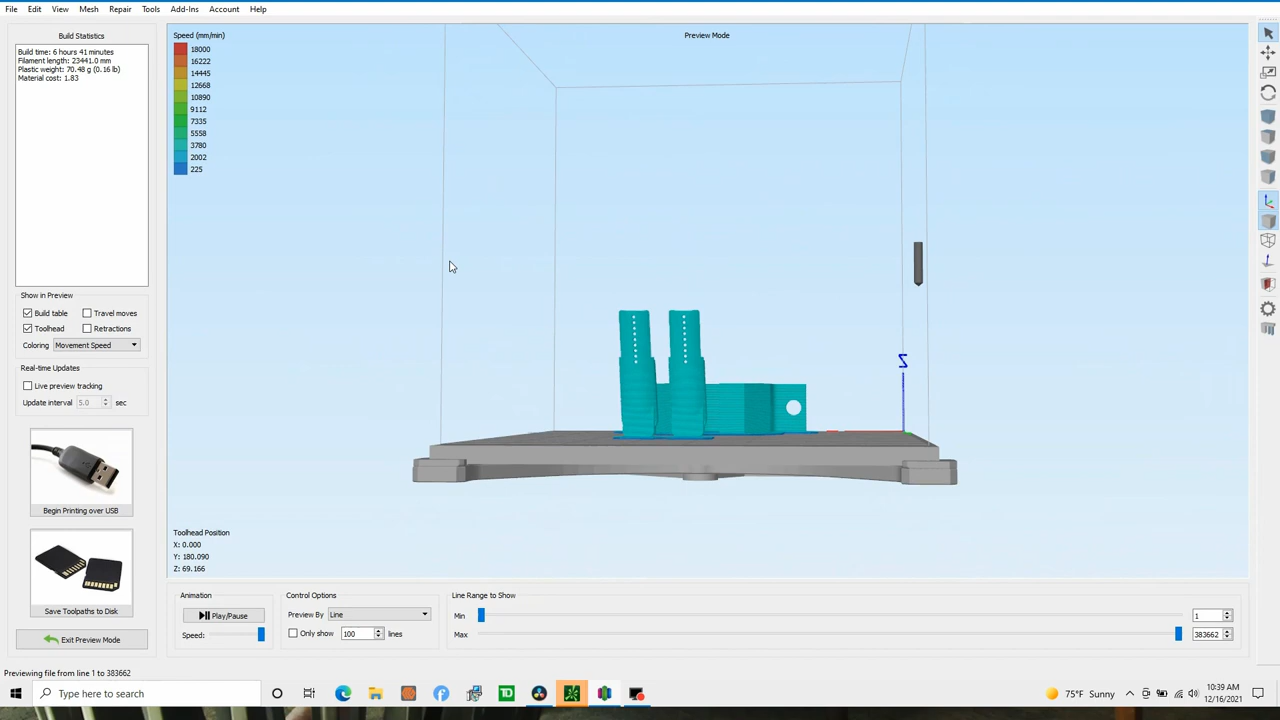 File Edit View Mesh Repair Tools Add-Ins Account Help
Build Statistics
Build time: 6 hours 41 minutes
Filament length: 23441.0 mm
Plastic weight: 70.48 g (0.16 lb)
Material cost: 1.83
Speed (mm/min)
18000
16222
14445
12668
10890
9112
7335
5558
3780
2002
225
Preview Mode
Z
Show in Preview
Build table Travel moves
Toolhead Retractions
Coloring Movement Speed
Real-time Updates
Live preview tracking
Update interval 5.0 sec
Begin Printing over USB
Save Toolpaths to Disk
Exit Preview Mode
Toolhead Position
X: 0.000
Y: 180.090
Z: 69.166
Animation
Play/Pause
Speed:
Control Options
Preview By Line
Only show 100 lines
Line Range to Show
Min 1
Max 383662
Previewing file from line 1 to 383662
Type here to search
TD
75°F Sunny
10:39 AM
12/16/2021